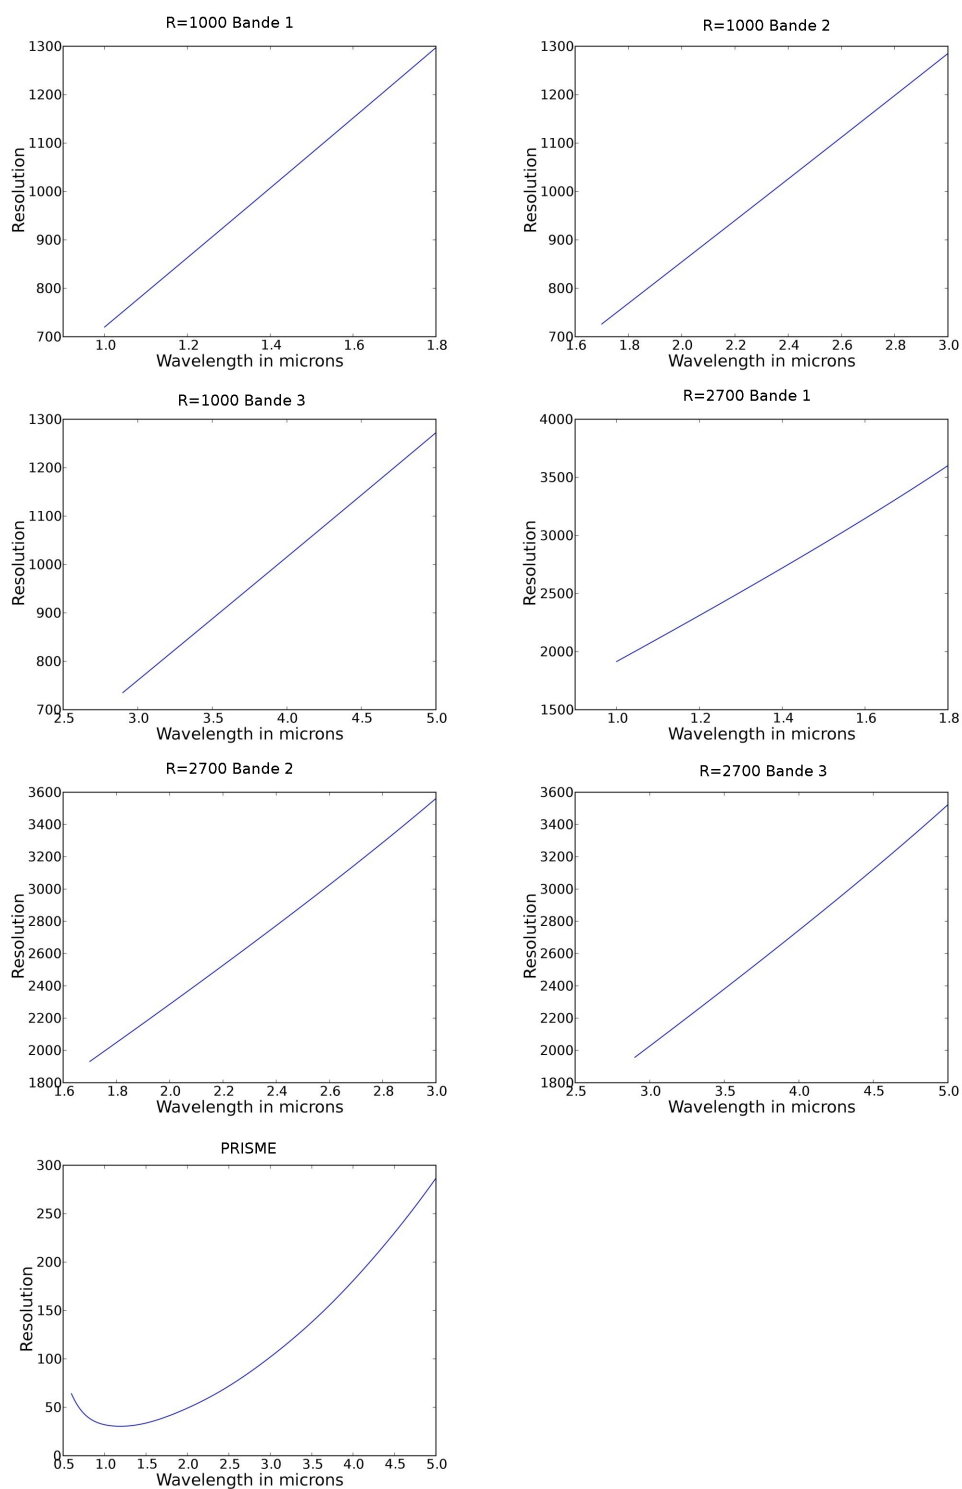 R=1000 Bande 1
1300
1200
1100
1000
900
800
700
Resolution
1.0 1.2 1.4 1.6 1.8
Wavelength in microns
R=1000 Bande 2
1300
1200
1100
1000
900
800
700
Resolution
1.6 1.8 2.0 2.2 2.4 2.6 2.8 3.0
Wavelength in microns
R=1000 Bande 3
1300
1200
1100
1000
900
800
700
Resolution
2.5 3.0 3.5 4.0 4.5 5.0
Wavelength in microns
R=2700 Bande 1
4000
3500
3000
2500
2000
1500
Resolution
1.0 1.2 1.4 1.6 1.8
Wavelength in microns
R=2700 Bande 2
3600
3400
3200
3000
2800
2600
2400
2200
2000
1800
Resolution
1.6 1.8 2.0 2.2 2.4 2.6 2.8 3.0
Wavelength in microns
R=2700 Bande 3
3600
3400
3200
3000
2800
2600
2400
2200
2000
1800
Resolution
2.5 3.0 3.5 4.0 4.5 5.0
Wavelength in microns
PRISME
300
250
200
150
100
50
0
Resolution
0.5 1.0 1.5 2.0 2.5 3.0 3.5 4.0 4.5 5.0
Wavelength in microns